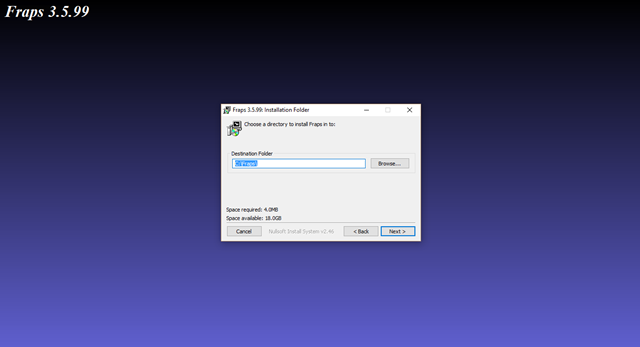 Fraps 3.5.99
Fraps 3.5.99: Installation Folder
Choose a directory to install Fraps in to:
Destination Folder
C:\Fraps\
Browse...
Space required: 4.0MB
Space available: 18.0GB
Cancel
Nullsoft Install System v2.46
< Back
Next >